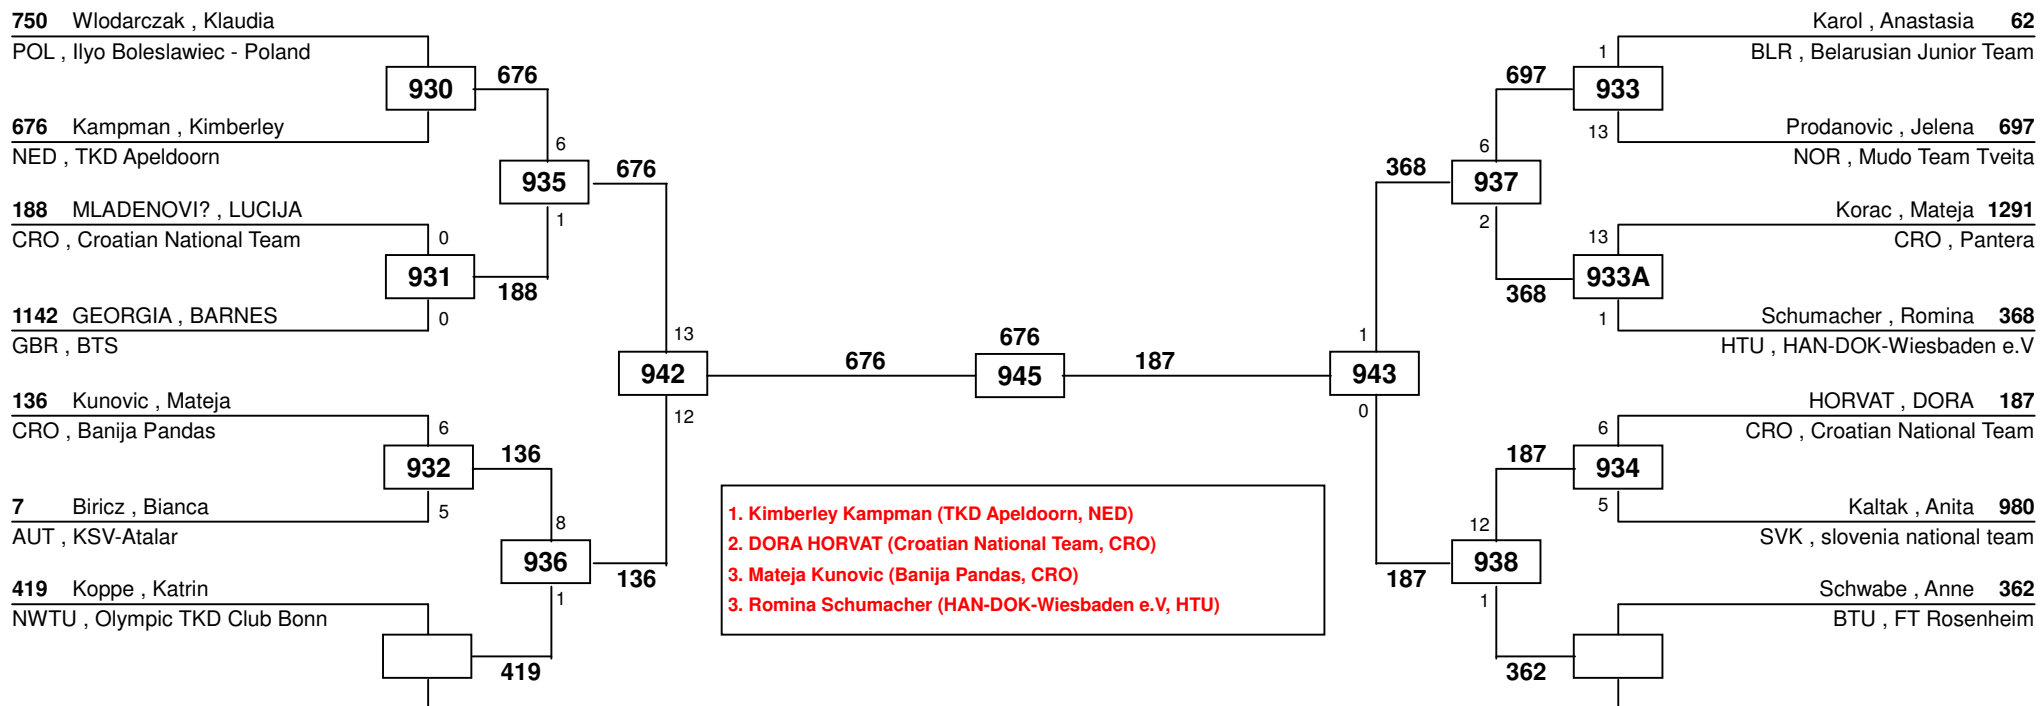 750 Wlodarczak , Klaudia
POL , Ilyo Boleslawiec - Poland
930
676
676 Kampman , Kimberley
NED , TKD Apeldoorn
6
935
676
1
188 MLADENOVI? , LUCIJA
CRO , Croatian National Team
0
931
188
0
1142 GEORGIA , BARNES
GBR , BTS
13
942
676
12
136 Kunovic , Mateja
CRO , Banija Pandas
6
932
136
5
7 Biricz , Bianca
AUT , KSV-Atalar
8
936
136
1
419 Koppe , Katrin
NWTU , Olympic TKD Club Bonn
419
676
945
187
Karol , Anastasia 62
BLR , Belarusian Junior Team
1
697
933
13
Prodanovic , Jelena 697
NOR , Mudo Team Tveita
6
368
937
2
Korac , Mateja 1291
CRO , Pantera
13
933A
368
1
Schumacher , Romina 368
HTU , HAN-DOK-Wiesbaden e.V
1
943
0
HORVAT , DORA 187
CRO , Croatian National Team
6
187
934
5
Kaltak , Anita 980
SVK , slovenia national team
12
938
187
1
Schwabe , Anne 362
BTU , FT Rosenheim
362
1. Kimberley Kampman (TKD Apeldoorn, NED)
2. DORA HORVAT (Croatian National Team, CRO)
3. Mateja Kunovic (Banija Pandas, CRO)
3. Romina Schumacher (HAN-DOK-Wiesbaden e.V, HTU)